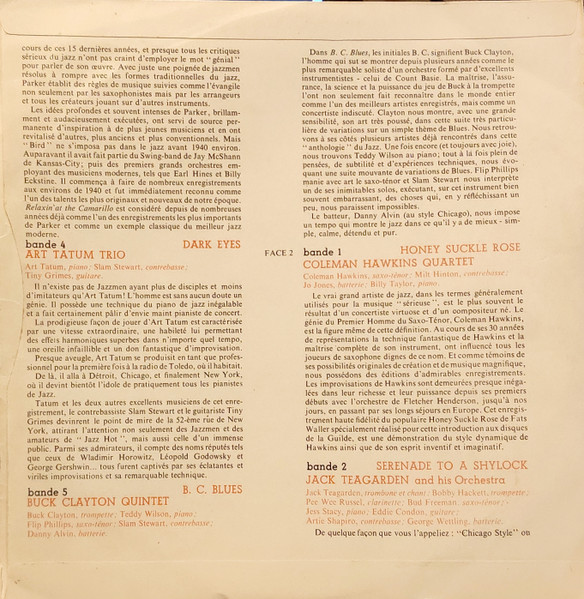 cours de ces 15 dernières années, et presque tous les critiques
sérieux du jazz n'ont pas craint d'employer le mot "génial"
pour parler de son œuvre. Avec juste une poignée de jazzmen
résolus à rompre avec les formes traditionnelles du jazz,
Parker établit des règles de musique suivies comme l'évangile
non seulement par les saxophonistes mais par les arrangeurs
et tous les créateurs jouant sur d'autres instruments.
Les idées profondes et souvent intenses de Parker, brillam-
ment et audacieusement exécutées, ont servi de source per-
manente d'inspiration à de plus jeunes musiciens et en ont
revitalisé d'autres, plus anciens et plus conventionnels. Mais
"Bird" ne s'imposa pas dans le jazz avant 1940 environ.
Auparavant il avait fait partie du Swing-band de Jay McShann
de Kansas-City; puis des premiers grands orchestres em-
ployant des musiciens modernes, tels que Earl Hines et Billy
Eckstine. Il commença à faire de nombreux enregistrements
aux environs de 1940 et fut immédiatement reconnu comme
l'un des talents les plus originaux et nouveaux de notre époque.
Relaxin' at the Camarillo est considéré depuis de nombreuses
années déjà comme l'un des enregistrements les plus importants
de Parker et comme un exemple classique du meilleur jazz
moderne.
bande 4 DARK EYES
ART TATUM TRIO
Art Tatum, piano; Slam Stewart, contrebasse;
Tiny Grimes, guitare.
Il n'existe pas de Jazzmen ayant plus de disciples et moins
d'imitateurs qu'Art Tatum! L'homme est sans aucun doute un
génie. Il possède une technique du piano de jazz inégalable
et a fait certainement pâlir d'envie maint pianiste de concert.
La prodigieuse façon de jouer d'Art Tatum est caractérisée
par une vitesse extraordinaire, une habileté lui permettant
des effets harmoniques superbes dans n'importe quel tempo,
une oreille infaillible et un don fantastique d'improvisation.
Presque aveugle, Art Tatum se produisit en tant que profes-
sionnel pour la première fois à la radio de Toledo, où il habitait.
De là, il alla à Détroit, Chicago, et finalement New York,
où il devint bientôt l'idole de pratiquement tous les pianistes
de Jazz.
Tatum et les deux autres excellents musiciens de cet enre-
gistrement, le contrebassiste Slam Stewart et le guitariste Tiny
Grimes devinrent le point de mire de la 52-ème rue de New
York, attirant l'attention non seulement des Jazzmen et des
amateurs de "Jazz Hot", mais aussi celle d'un immense
public. Parmi ses admirateurs, il compte des noms réputés tels
que ceux de Wladimir Horowitz, Léopold Godowsky et
George Gershwin... tous furent captivés par ses éclatantes et
viriles improvisations et sa remarquable technique.
bande 5 B. C. BLUES
BUCK CLAYTON QUINTET
Buck Clayton, trompette; Teddy Wilson, piano;
Flip Phillips, saxo-ténor; Slam Stewart, contrebasse;
Danny Alvin, batterie.
Dans B. C. Blues, les initiales B. C. signifient Buck Clayton,
l'homme qui sut se montrer depuis plusieurs années comme le
plus remarquable soliste d'un orchestre formé par d'excellents
instrumentistes - celui de Count Basie. La maîtrise, l'assu-
rance, la science et la puissance du jeu de Buck à la trompette
l'ont non seulement fait reconnaître dans le monde entier
comme l'un des meilleurs artistes enregistrés, mais comme un
concertiste indiscuté. Clayton nous montre, avec une grande
sensibilité, son art très poussé, dans cette suite très particu-
lière de variations sur un simple thème de Blues. Nous retrou-
vons à ses côtés plusieurs artistes déjà rencontrés dans cette
"anthologie" du Jazz. Une fois encore (et toujours avec joie),
nous trouvons Teddy Wilson au piano; tout à la fois plein de
pensées, de subtilité et d'expériences techniques, nous évo-
quant une suite mouvante de variations de Blues. Flip Phillips
manie avec art le saxo-ténor et Slam Stewart nous interprète
un de ses inimitables solos, exécutant, sur cet instrument bien
souvent embarrassant, des choses qui, en y réfléchissant un
peu, nous paraissent impossibles.
Le batteur, Danny Alvin (au style Chicago), nous impose
un tempo qui montre le jazz dans ce qu'il y a de mieux - sim-
ple, calme, détendu et pur.
FACE 2 bande 1 HONEY SUCKLE ROSE
COLEMAN HAWKINS QUARTET
Coleman Hawkins, saxo-ténor; Milt Hinton, contrebasse;
Jo Jones, batterie; Billy Taylor, piano.
Le vrai grand artiste de jazz, dans les termes généralement
utilisés pour la musique "sérieuse", est le plus souvent le
résultat d'un concertiste virtuose et d'un compositeur né. Le
génie du Premier Homme du Saxo-Ténor, Coleman Hawkins,
est la figure même de cette définition. Au cours de ses 30 années
de représentations la technique fantastique de Hawkins et la
maîtrise complète de son instrument, ont influencé tous les
joueurs de saxophone dignes de ce nom. Et comme témoins de
ses possibilités originales de création et de musique magnifique,
nous possédons des éditions d'admirables enregistrements.
Les improvisations de Hawkins sont demeurées presque inéga-
lées dans leur richesse et leur puissance depuis ses premiers
débuts avec l'orchestre de Fletcher Henderson, jusqu'à nos
jours, en passant par ses longs séjours en Europe. Cet enregis-
trement haute fidélité du populaire Honey Suckle Rose de Fats
Waller spécialement réalisé pour cette introduction aux disques
de la Guilde, est une démonstration du style dynamique de
Hawkins ainsi que de son esprit inventif et imaginatif.
bande 2 SERENADE TO A SHYLOCK
JACK TEAGARDEN and his Orchestra
Jack Teagarden, trombone et chant; Bobby Hackett, trompette;
Pee Wee Russel, clarinette; Bud Freeman, saxo-ténor;
Jess Stacy, piano; Eddie Condon, guitare;
Artie Shapiro, contrebasse; George Wettling, batterie.
De quelque façon que vous l'appeliez: "Chicago Style" ou